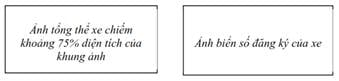 Ảnh tổng thể xe chiếm
khoảng 75% diện tích của
khung ảnh
Ảnh biển số đăng ký của xe